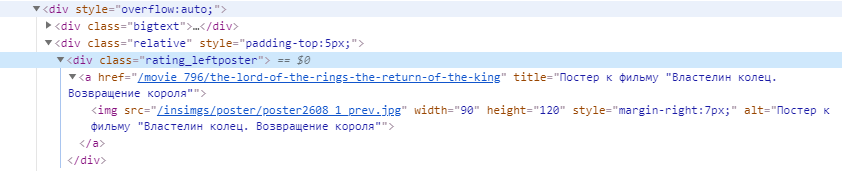 ▼<div style="overflow:auto;">
▶<div class="bigtext">…</div>
▼<div class="relative" style="padding-top:5px;">
▼<div class="rating_leftposter"> == $0
▼<a href="/movie_796/the-lord-of-the-rings-the-return-of-the-king" title="Постер к фильму "Властелин колец.
Возвращение короля"">
<img src="/insimgs/poster/poster2608_1_prev.jpg" width="90" height="120" style="margin-right:7px;" alt="Постер к
фильму "Властелин колец. Возвращение короля"">
</a>
</div>